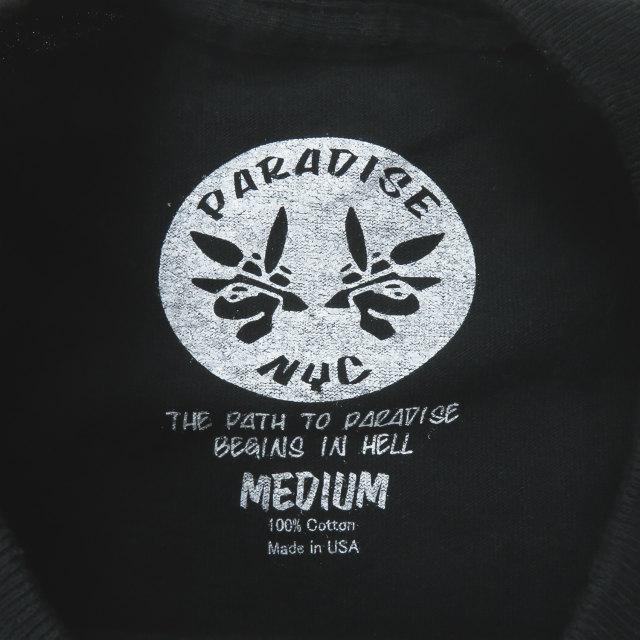 PARADISE
NYC
THE PATH TO PARADISE
BEGINS IN HELL
MEDIUM
100% Cotton
Made in USA